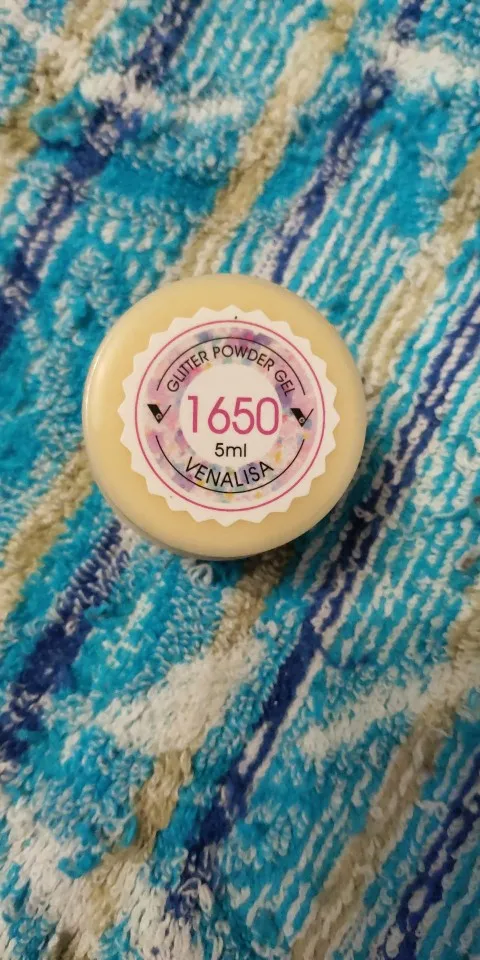 GLITTER POWDER GEL
1650
5ml
VENALISA